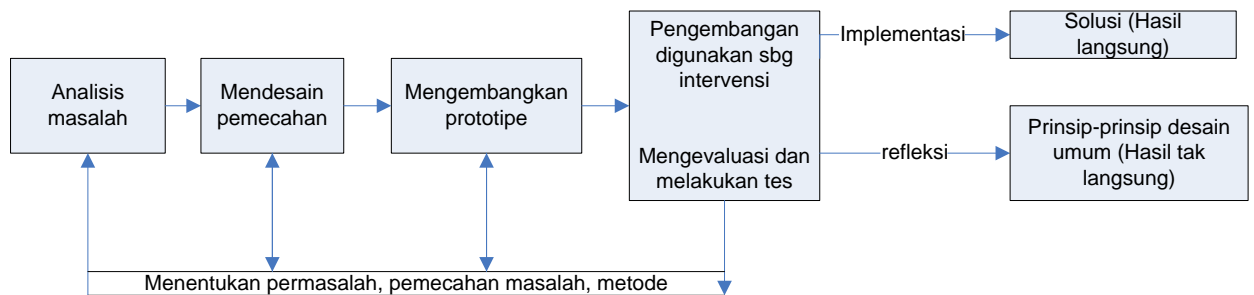 Analisis
masalah
Mendesain
pemecahan
Mengembangkan
prototipe
Pengembangan
digunakan sbg
intervensi
Mengevaluasi dan
melakukan tes
Implementasi
Solusi (Hasil
langsung)
refleksi
Prinsip-prinsip desain
umum (Hasil tak
langsung)
Menentukan permasalah, pemecahan masalah, metode